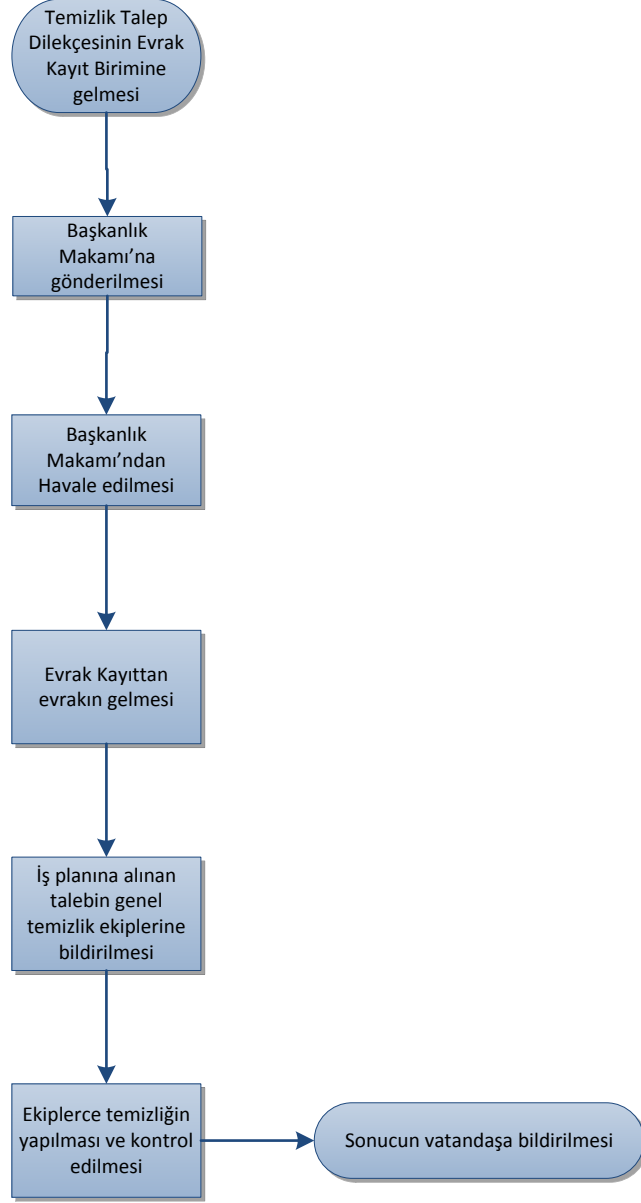 Temizlik Talep
Dilekçesinin Evrak
Kayıt Birimine
gelmesi
Başkanlık
Makamı’na
gönderilmesi
Başkanlık
Makamı’ndan
Havale edilmesi
Evrak Kayıttan
evrakın gelmesi
İş planına alınan
talebin genel
temizlik ekiplerine
bildirilmesi
Ekiplerce temizliğin
yapılması ve kontrol
edilmesi
Sonucun vatandaşa bildirilmesi